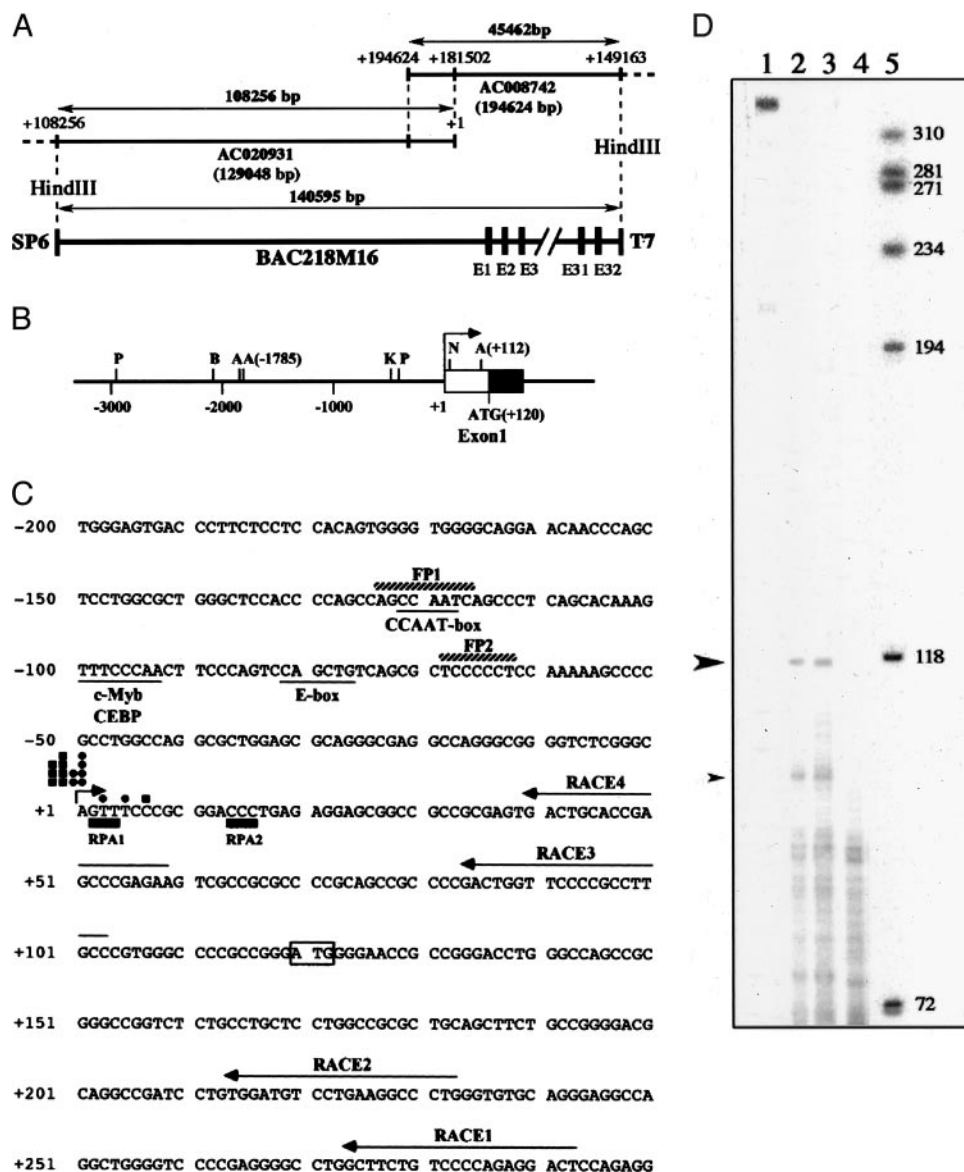 A
45462bp
+194624 +181502 +149163
AC008742
(194624 bp)
108256 bp
+108256 +1
AC020931
(129048 bp)
HindIII HindIII
140595 bp
SP6 T7
BAC218M16
E1 E2 E3 E31 E32
B
P B AA(-1785) K P N A(+112)
-3000 -2000 -1000 +1 ATG(+120)
Exon1
C
-200 TGGGAGTGAC CCTTCTCCTC CACAGTGGGG TGGGGCAGGA ACAACCCAGC
FP1
-150 TCCTGGCGCT GGGCTCCACC CCAGCCAGCC AATCAGCCCT CAGCACAAAG
CCAAT-box
FP2
-100 TTTCCCAACT TCCCAGTCCA GCTGTCAGCG CTCCCCCTCC AAAAAGCCCC
c-Myb E-box
CEBP
-50 GCCTGGCCAG GCGCTGGAGC GCAGGGCGAG GCCAGGGCGG GGTCTCGGGC
RACE4
+1 AGTTTCCCGC GGACCCTGAG AGGAGCGGCC GCCGCGAGTG ACTGCACCGA
RPA1 RPA2
RACE3
+51 GCCCGAGAAG TCGCCGCGCC CCGCAGCCGC CCCGACTGGT TCCCCGCCTT
+101 GCCCGTGGGC CCCGCCGGGA TGGGGAACCG CCGGGACCTG GGCCAGCCGC
+151 GGGCCGGTCT CTGCCTGCTC CTGGCCGCGC TGCAGCTTCT GCCGGGGACG
RACE2
+201 CAGGCCGATC CTGTGGATGT CCTGAAGGCC CTGGGTGTGC AGGGAGGCCA
RACE1
+251 GGCTGGGGTC CCCGAGGGGC CTGGCTTCTG TCCCCAGAGG ACTCCAGAGG
D
1 2 3 4 5
310
281
271
234
194
118
72